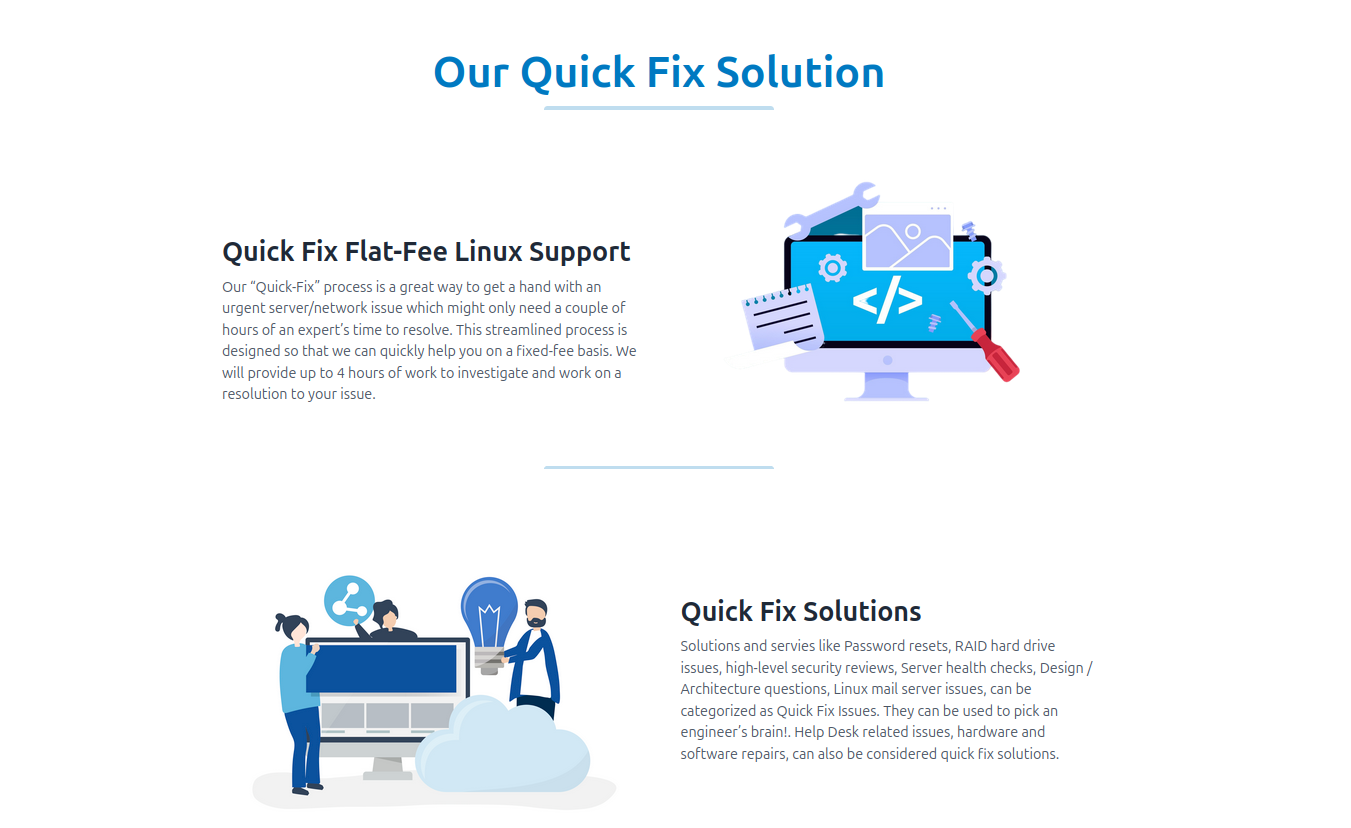 Our Quick Fix Solution
Quick Fix Flat-Fee Linux Support
Our “Quick-Fix” process is a great way to get a hand with an
urgent server/network issue which might only need a couple of
hours of an expert’s time to resolve. This streamlined process is
designed so that we can quickly help you on a fixed-fee basis. We
will provide up to 4 hours of work to investigate and work on a
resolution to your issue.
</>
Quick Fix Solutions
Solutions and servies like Password resets, RAID hard drive
issues, high-level security reviews, Server health checks, Design /
Architecture questions, Linux mail server issues, can be
categorized as Quick Fix Issues. They can be used to pick an
engineer’s brain!. Help Desk related issues, hardware and
software repairs, can also be considered quick fix solutions.